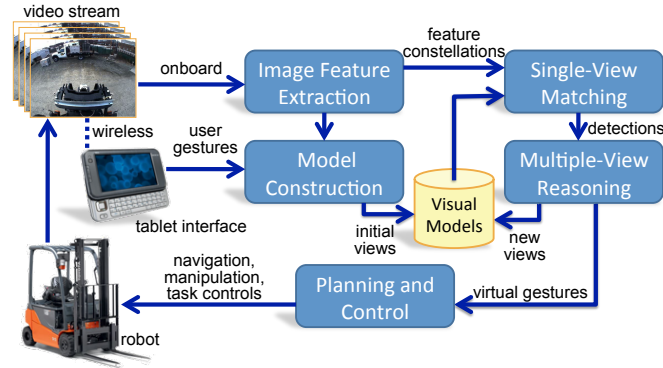 video stream
onboard
Image Feature
Extraction
feature
constellations
Single-View
Matching
wireless
user
gestures
Model
Construction
detections
Multiple-View
Reasoning
tablet interface
Visual
Models
initial
views
new
views
navigation,
manipulation,
task controls
Planning and
Control
virtual gestures
robot